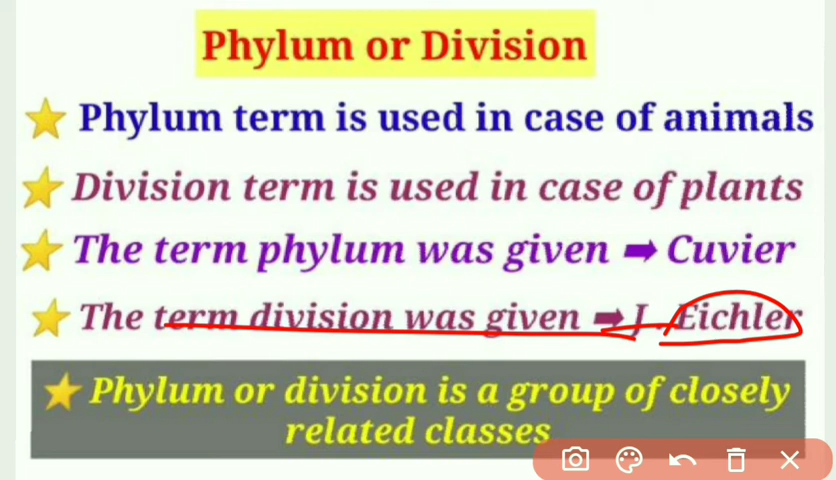 Phylum or Division
Phylum term is used in case of animals
Division term is used in case of plants
The term phylum was given ➡ Cuvier
The term division was given ➡ J. Eichler
Phylum or division is a group of closely
related classes